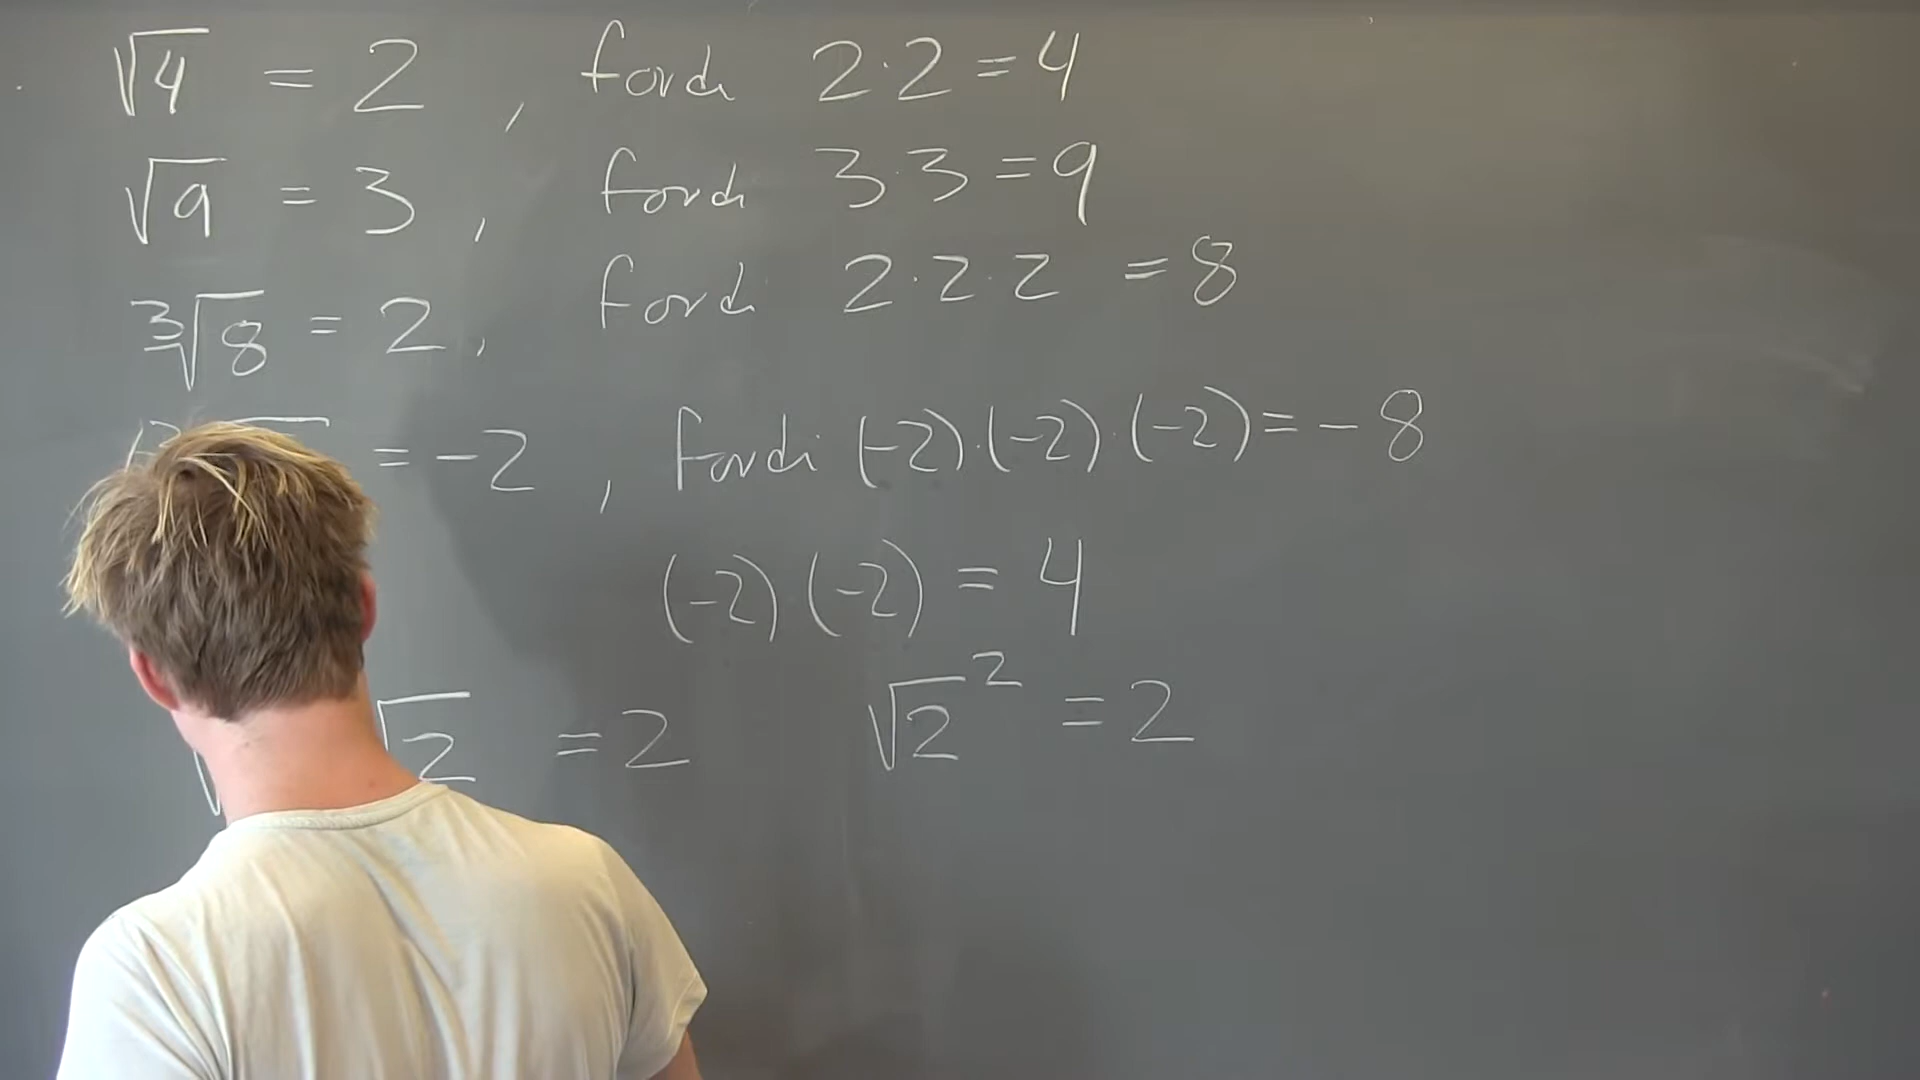 √4 = 2 , fordi 2·2 = 4
√9 = 3 , fordi 3·3 = 9
³√8 = 2 , fordi 2·2·2 = 8
= -2 , fordi (-2)·(-2)·(-2) = -8
(-2)·(-2) = 4
√2 = 2 √2² = 2